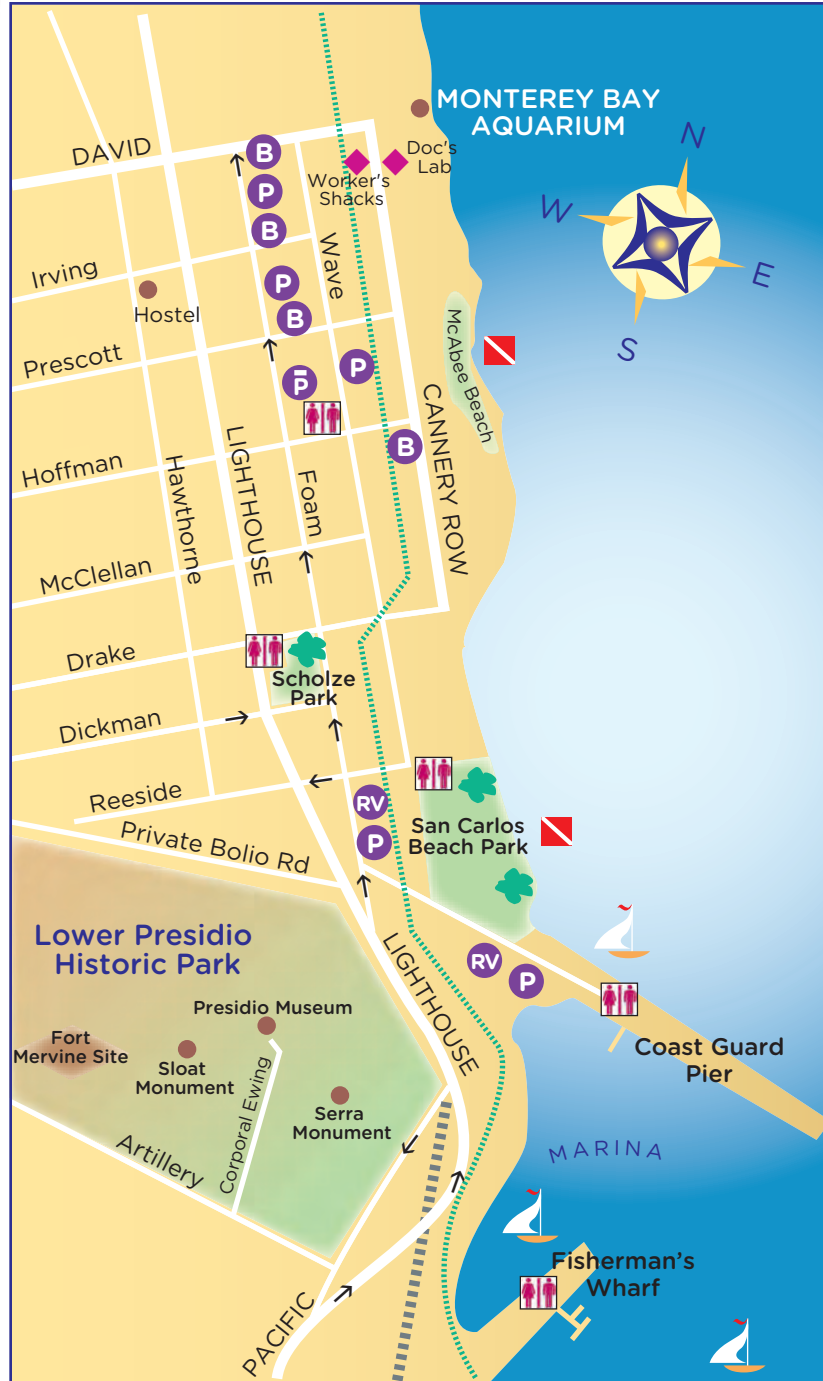 MONTEREY BAY
AQUARIUM
DAVID
B
Doc's
Lab
Worker's
Shacks
N
W
E
S
P
B
Irving
Wave
Hostel
P
B
McAbee Beach
Prescott
P
P
CANNERY ROW
LIGHTHOUSE
Hoffman
Hawthorne
Foam
B
McClellan
Drake
Scholze
Park
Dickman
Reeside
RV
P
San Carlos
Beach Park
Private Bolio Rd
Lower Presidio
Historic Park
LIGHTHOUSE
RV
P
Presidio Museum
Fort
Mervine Site
Sloat
Monument
Corporal Ewing
Serra
Monument
Coast Guard
Pier
Artillery
MARINA
Fisherman's
Wharf
PACIFIC